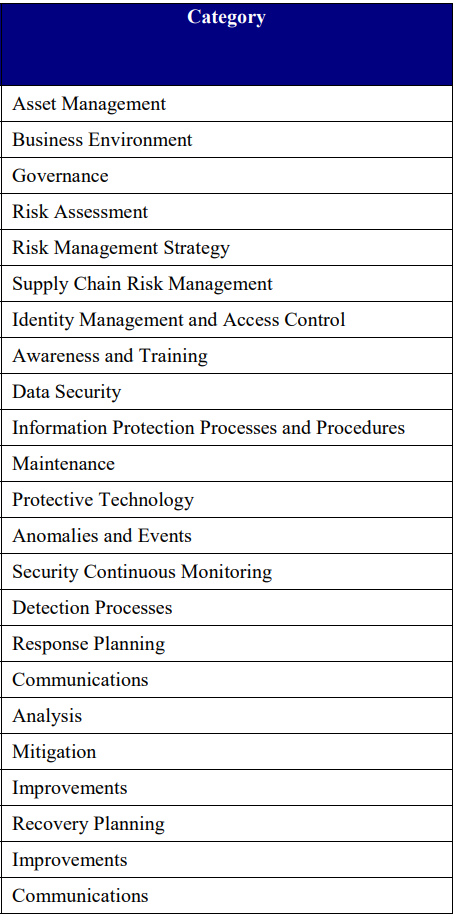 Category
Asset Management
Business Environment
Governance
Risk Assessment
Risk Management Strategy
Supply Chain Risk Management
Identity Management and Access Control
Awareness and Training
Data Security
Information Protection Processes and Procedures
Maintenance
Protective Technology
Anomalies and Events
Security Continuous Monitoring
Detection Processes
Response Planning
Communications
Analysis
Mitigation
Improvements
Recovery Planning
Improvements
Communications